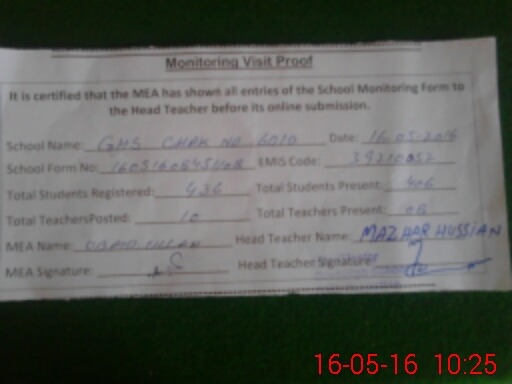 Monitoring Visit Proof
It is certified that the MEA has shown all entries of the School Monitoring Form to
the Head Teacher before its online submission.
School Name: GHS CHAK NO 60 Date: 16.05.2016
School Form No: EMIS Code:
Total Students Registered: 436 Total Students Present: 406
Total TeachersPosted: 10 Total Teachers Present: 08
MEA Name: Head Teacher Name: MAZHAR HUSSIAN
MEA Signature: Head Teacher Signature:
16-05-16 10:25